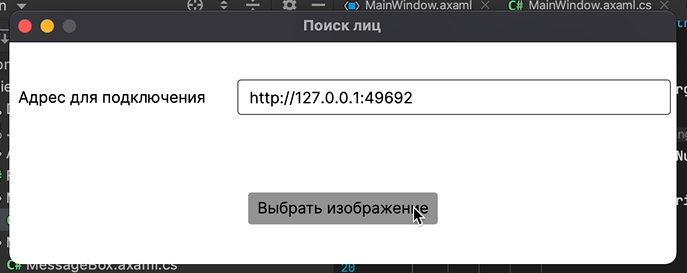 MainWindow.axaml
MainWindow.axaml.cs
Поиск лиц
Адрес для подключения
http://127.0.0.1:49692
Выбрать изображение
C# MessageBox.axaml.cs
20